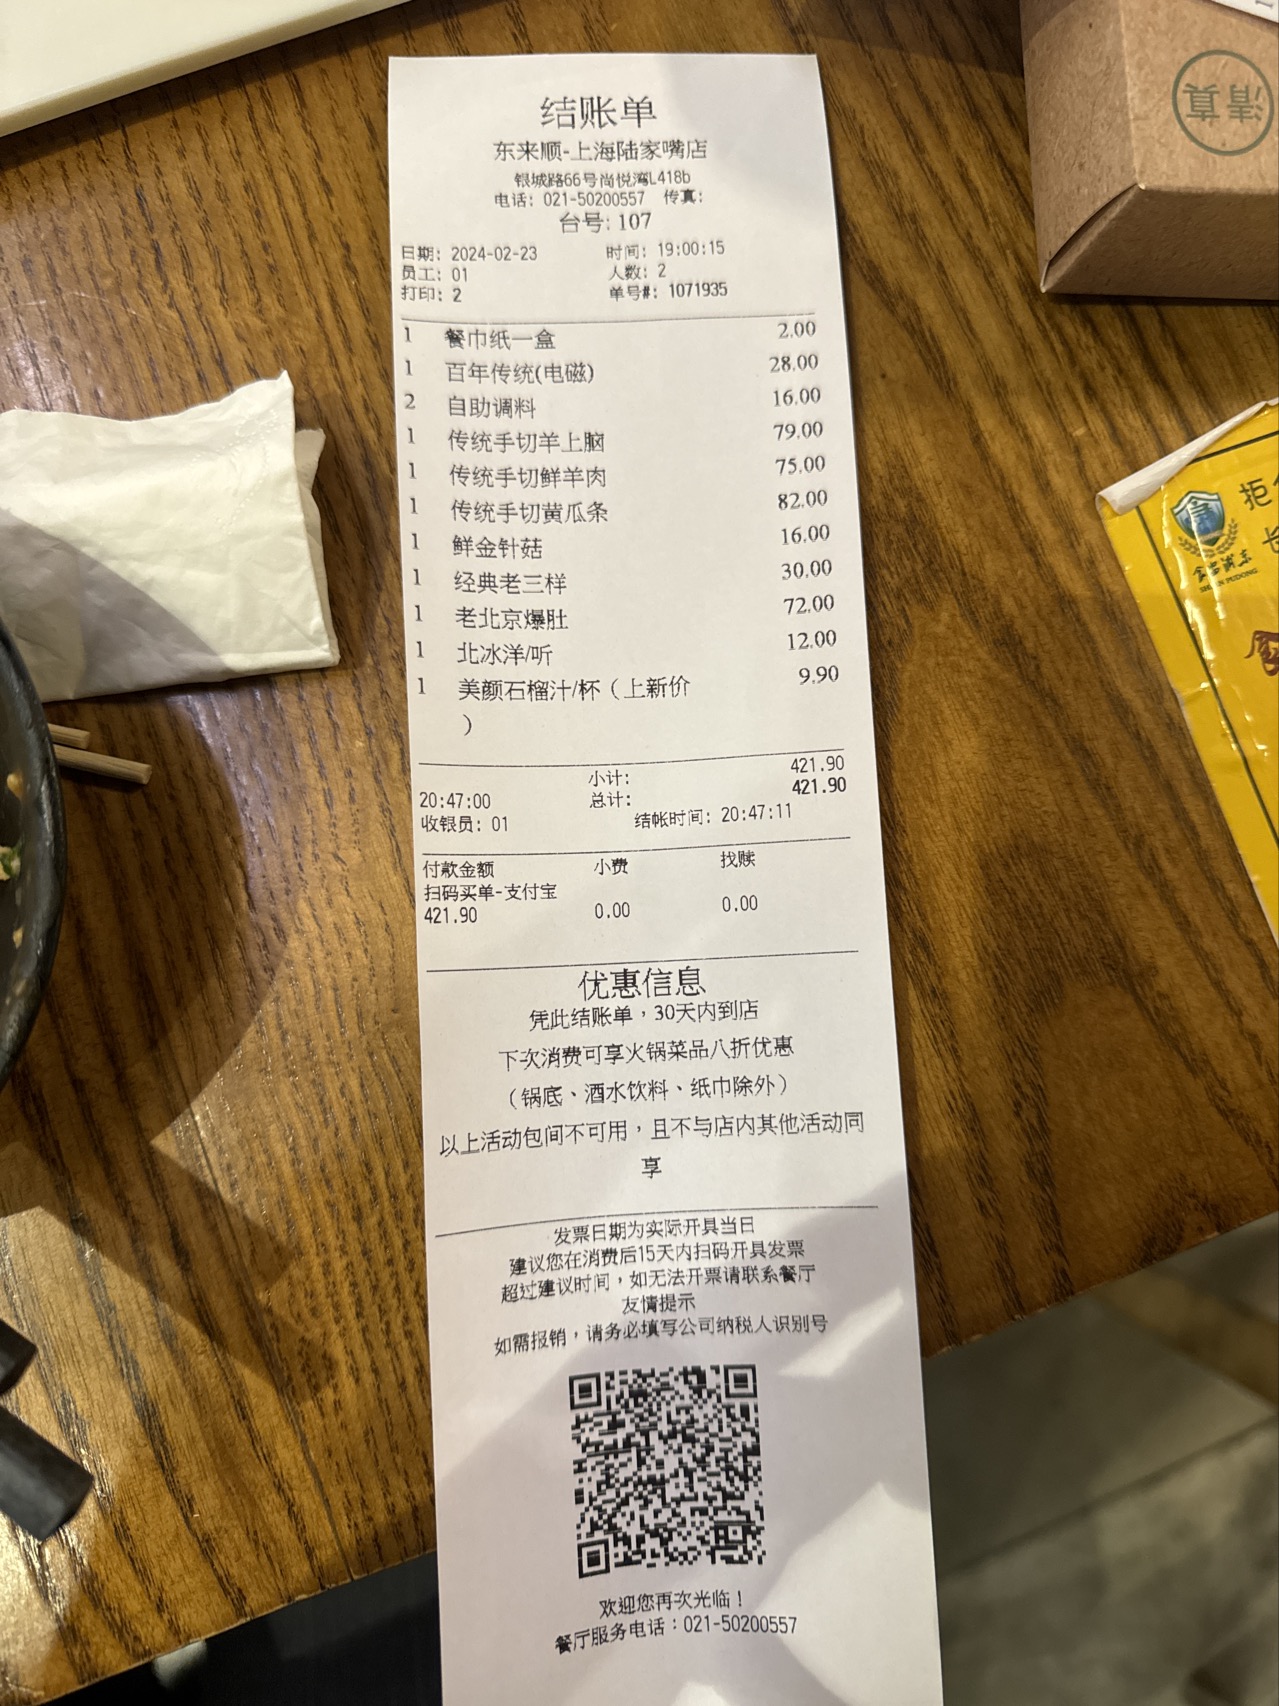 结账单
东来顺-上海陆家嘴店
银城路66号尚悦湾L418b
电话: 021-50200557 传真:
台号: 107
日期: 2024-02-23 时间: 19:00:15
员工: 01 人数: 2
打印: 2 单号#: 1071935
1 餐巾纸一盒 2.00
1 百年传统(电磁) 28.00
2 自助调料 16.00
1 传统手切羊上脑 79.00
1 传统手切鲜羊肉 75.00
1 传统手切黄瓜条 82.00
1 鲜金针菇 16.00
1 经典老三样 30.00
1 老北京爆肚 72.00
1 北冰洋/听 12.00
1 美颜石榴汁/杯（上新价 9.90
）
小计: 421.90
20:47:00 总计: 421.90
收银员: 01 结帐时间: 20:47:11
付款金额 小费 找赎
扫码买单-支付宝
421.90 0.00 0.00
优惠信息
凭此结账单，30天内到店
下次消费可享火锅菜品八折优惠
（锅底、酒水饮料、纸巾除外）
以上活动包间不可用，且不与店内其他活动同
享
发票日期为实际开具当日
建议您在消费后15天内扫码开具发票
超过建议时间，如无法开票请联系餐厅
友情提示
如需报销，请务必填写公司纳税人识别号
欢迎您再次光临！
餐厅服务电话：021-50200557
清真
拒